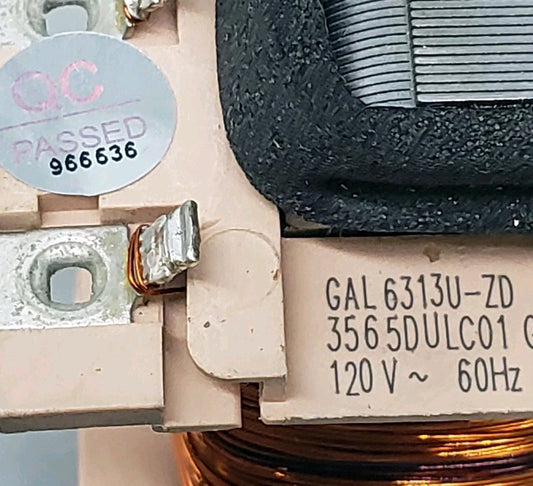 QC
PASSED
966636
GAL 6313U-ZD
3565DULC01
120 V ~ 60Hz